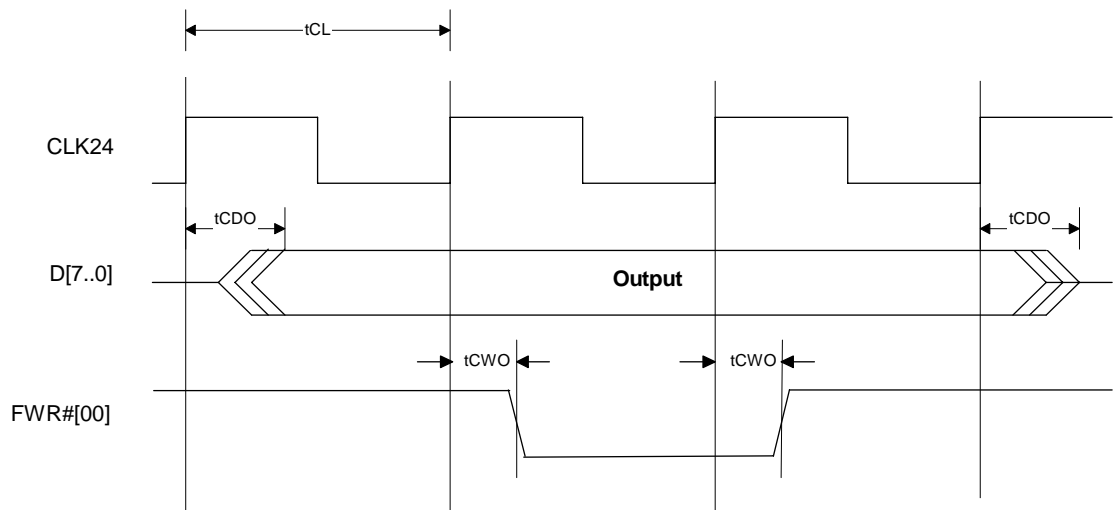 tCL
CLK24
tCDO
tCDO
D[7..0]
Output
tCWO
tCWO
FWR#[00]